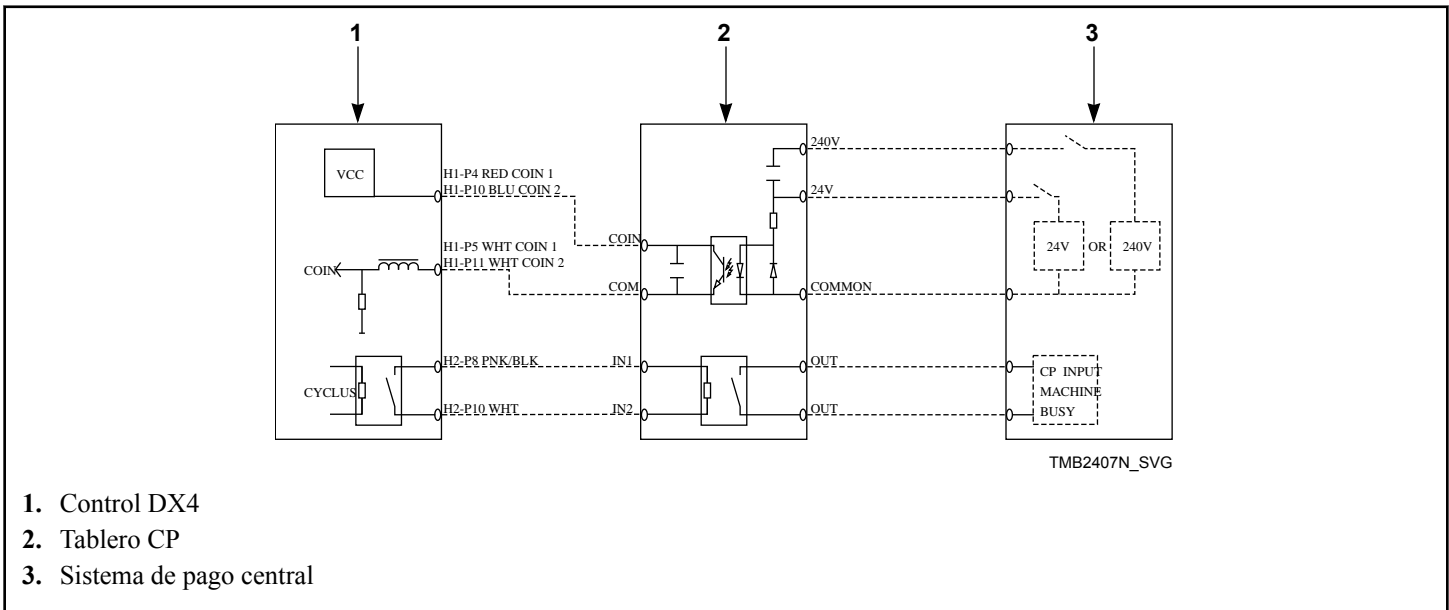 1
2
3
VCC
H1-P4 RED COIN 1
H1-P10 BLU COIN 2
H1-P5 WHT COIN 1
H1-P11 WHT COIN 2
COIN
CYCLUS
H2-P8 PNK/BLK
H2-P10 WHT
COIN
COM
IN1
IN2
240V
24V
COMMON
OUT
OUT
24V OR 240V
CP INPUT
MACHINE
BUSY
TMB2407N_SVG
1. Control DX4
2. Tablero CP
3. Sistema de pago central